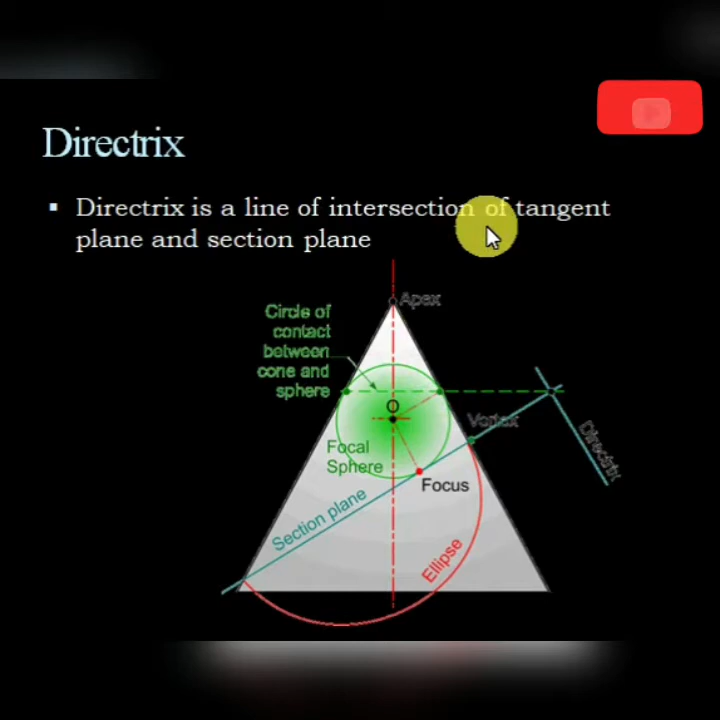 Directrix
▪ Directrix is a line of intersection of tangent
plane and section plane
Apex
Circle of
contact
between
cone and
sphere
O
Vortex
Directrix
Focal
Sphere
Focus
Section plane
Ellipse